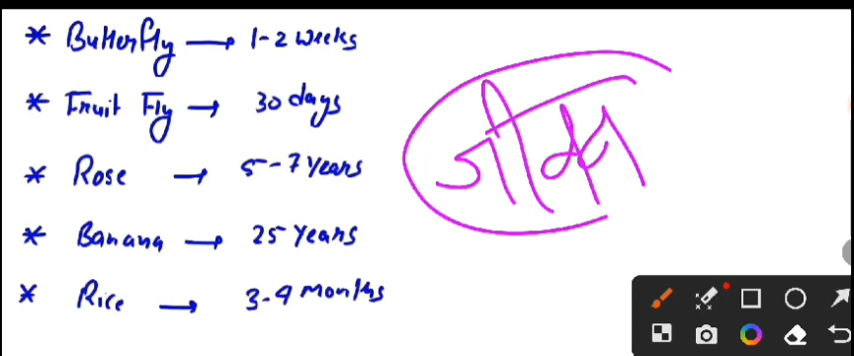 * Butterfly → 1-2 weeks
* Fruit Fly → 30 days
* Rose → 5-7 Years
* Banana → 25 Years
* Rice → 3-4 months